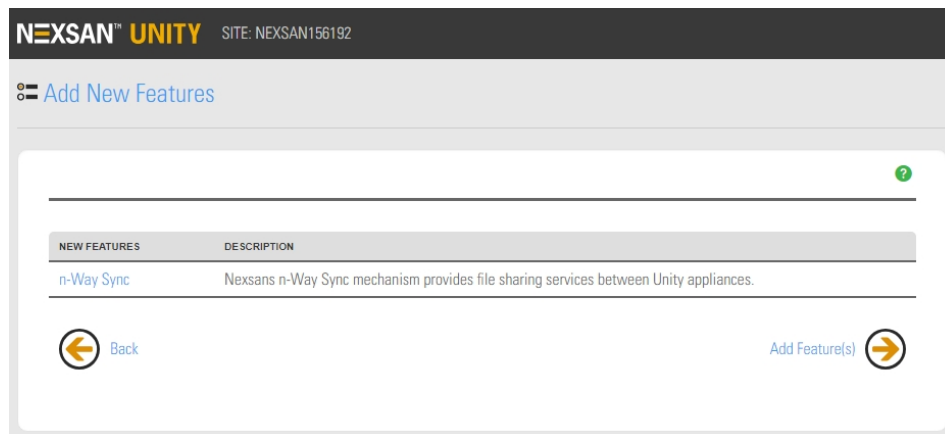 NEXSAN™ UNITY SITE: NEXSAN156192
Add New Features
?
NEW FEATURES DESCRIPTION
n-Way Sync Nexsans n-Way Sync mechanism provides file sharing services between Unity appliances.
Back Add Feature(s)